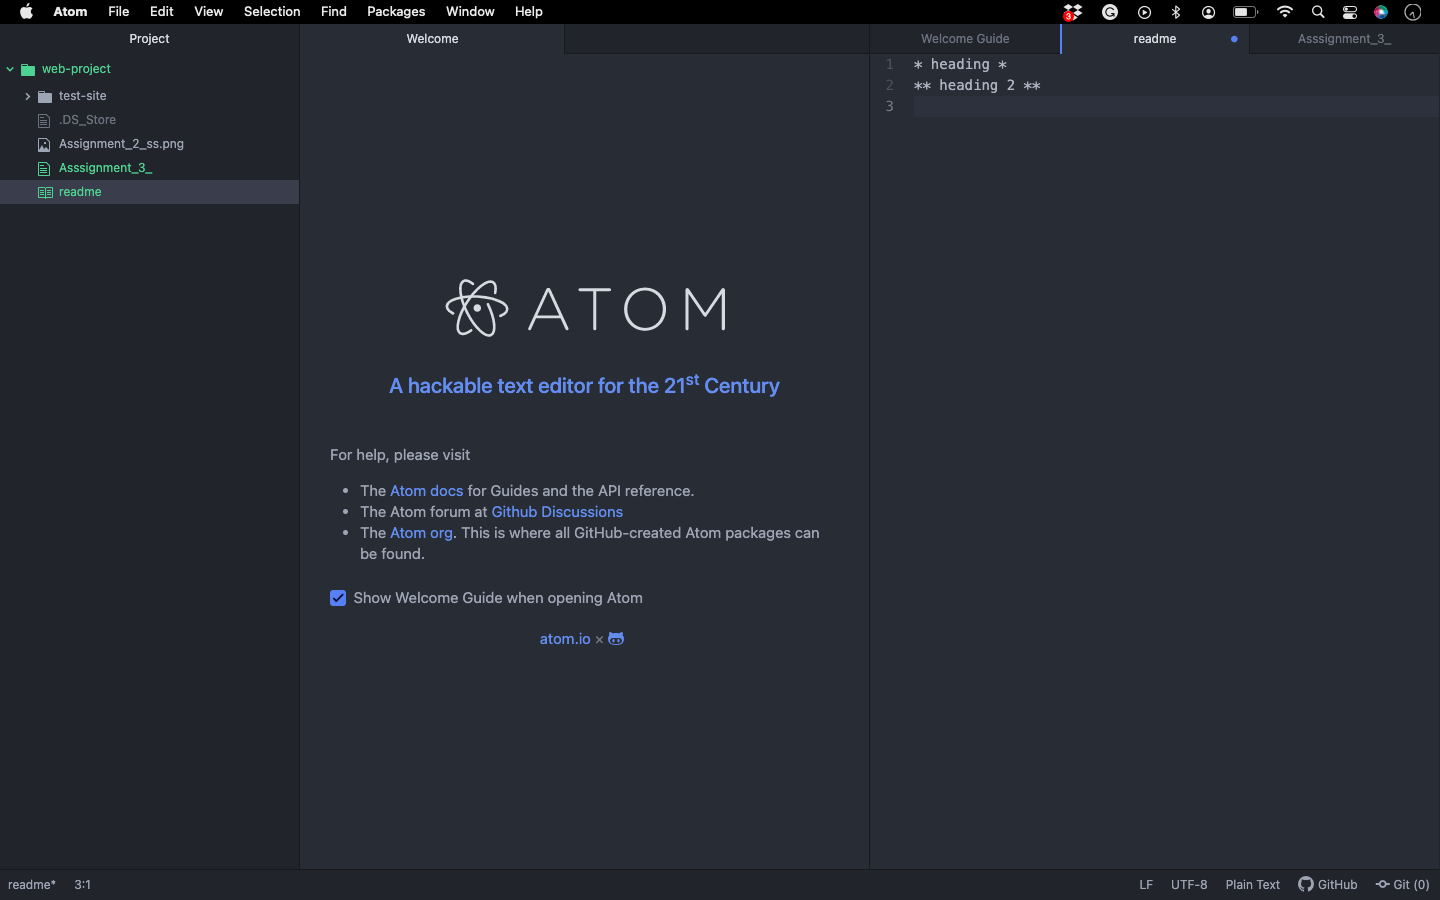 Atom File Edit View Selection Find Packages Window Help
3
Project
web-project
test-site
.DS_Store
Assignment_2_ss.png
Asssignment_3_
readme
Welcome
ATOM
A hackable text editor for the 21st Century
For help, please visit
The Atom docs for Guides and the API reference.
The Atom forum at Github Discussions
The Atom org. This is where all GitHub-created Atom packages can
be found.
Show Welcome Guide when opening Atom
atom.io ×
Welcome Guide readme Asssignment_3_
1 * heading *
2 ** heading 2 **
3
readme* 3:1 LF UTF-8 Plain Text GitHub Git (0)